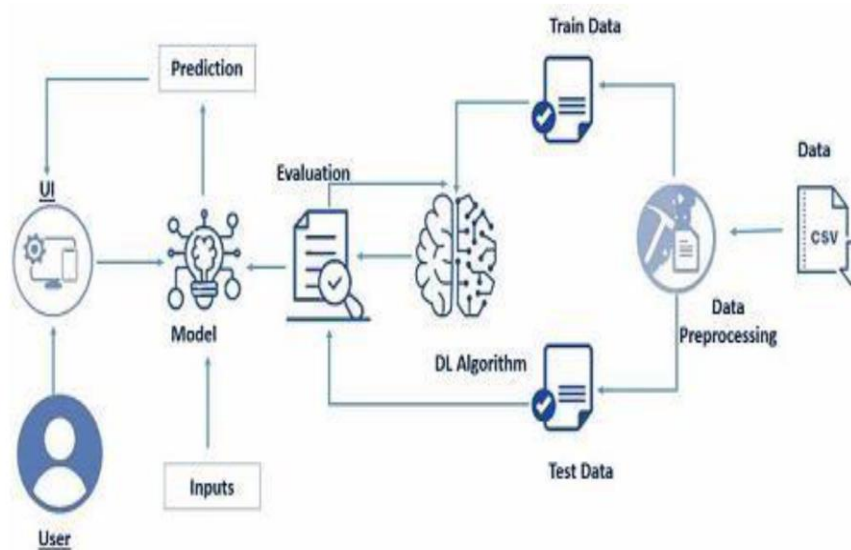 Train Data
Prediction
Data
Evaluation
UI
CSV
Model
Data
Preprocessing
DL Algorithm
Inputs
Test Data
User